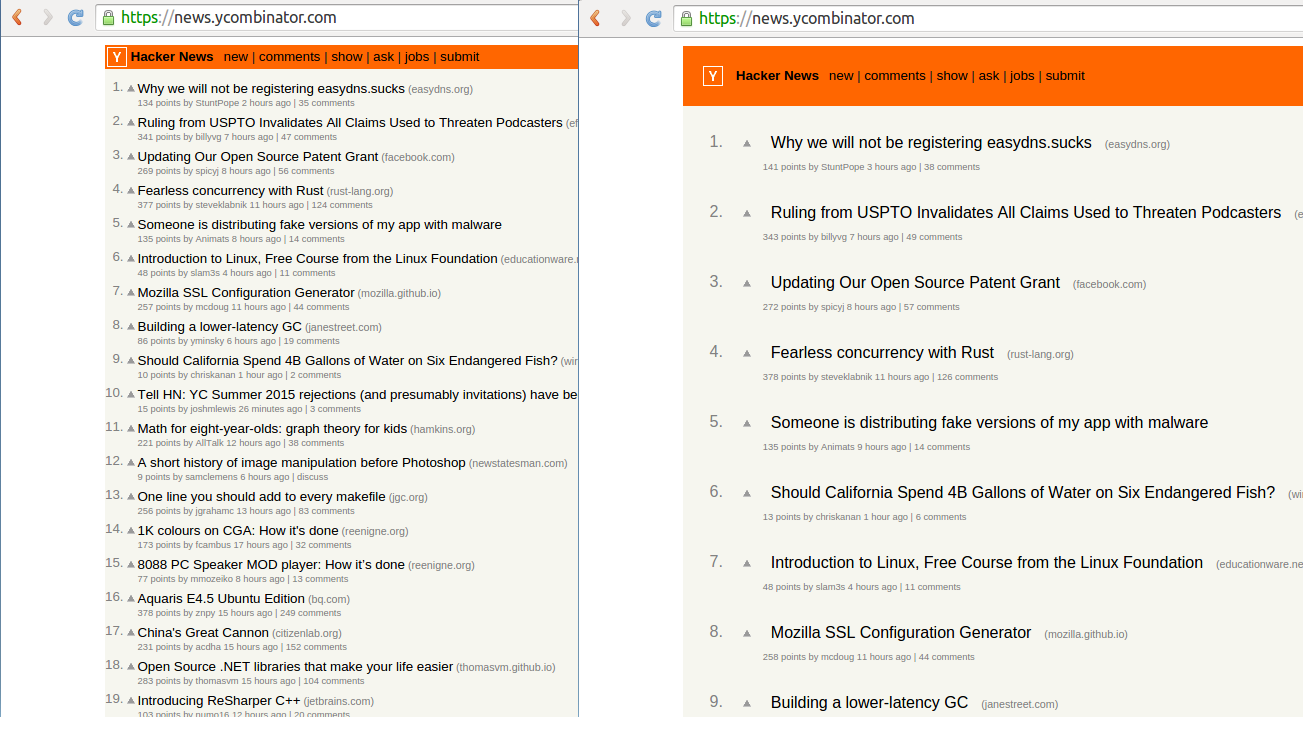 https://news.ycombinator.com
Y Hacker News new | comments | show | ask | jobs | submit
1. Why we will not be registering easydns.sucks (easydns.org)
134 points by StuntPope 2 hours ago | 35 comments
2. Ruling from USPTO Invalidates All Claims Used to Threaten Podcasters (ef
341 points by billyvg 7 hours ago | 47 comments
3. Updating Our Open Source Patent Grant (facebook.com)
269 points by spicyj 8 hours ago | 56 comments
4. Fearless concurrency with Rust (rust-lang.org)
377 points by steveklabnik 11 hours ago | 124 comments
5. Someone is distributing fake versions of my app with malware
135 points by Animats 8 hours ago | 14 comments
6. Introduction to Linux, Free Course from the Linux Foundation (educationware.
48 points by slam3s 4 hours ago | 11 comments
7. Mozilla SSL Configuration Generator (mozilla.github.io)
257 points by mcdoug 11 hours ago | 44 comments
8. Building a lower-latency GC (janestreet.com)
86 points by yminsky 6 hours ago | 19 comments
9. Should California Spend 4B Gallons of Water on Six Endangered Fish? (wi
10 points by chriskanan 1 hour ago | 2 comments
10. Tell HN: YC Summer 2015 rejections (and presumably invitations) have be
15 points by joshmlewis 26 minutes ago | 3 comments
11. Math for eight-year-olds: graph theory for kids (hamkins.org)
221 points by AllTalk 12 hours ago | 38 comments
12. A short history of image manipulation before Photoshop (newstatesman.com)
9 points by samclemens 6 hours ago | discuss
13. One line you should add to every makefile (jgc.org)
256 points by jgrahamc 13 hours ago | 83 comments
14. 1K colours on CGA: How it's done (reenigne.org)
173 points by fcambus 17 hours ago | 32 comments
15. 8088 PC Speaker MOD player: How it's done (reenigne.org)
77 points by mmozeiko 8 hours ago | 13 comments
16. Aquaris E4.5 Ubuntu Edition (bq.com)
378 points by znpy 15 hours ago | 249 comments
17. China's Great Cannon (citizenlab.org)
231 points by acdha 15 hours ago | 152 comments
18. Open Source .NET libraries that make your life easier (thomasvm.github.io)
283 points by thomasvm 15 hours ago | 104 comments
19. Introducing ReSharper C++ (jetbrains.com)
103 points by numo16 12 hours ago | 20 comments
https://news.ycombinator.com
Y Hacker News new | comments | show | ask | jobs | submit
1. Why we will not be registering easydns.sucks (easydns.org)
141 points by StuntPope 3 hours ago | 38 comments
2. Ruling from USPTO Invalidates All Claims Used to Threaten Podcasters (e
343 points by billyvg 7 hours ago | 49 comments
3. Updating Our Open Source Patent Grant (facebook.com)
272 points by spicyj 8 hours ago | 57 comments
4. Fearless concurrency with Rust (rust-lang.org)
378 points by steveklabnik 11 hours ago | 126 comments
5. Someone is distributing fake versions of my app with malware
135 points by Animats 9 hours ago | 14 comments
6. Should California Spend 4B Gallons of Water on Six Endangered Fish? (wi
13 points by chriskanan 1 hour ago | 6 comments
7. Introduction to Linux, Free Course from the Linux Foundation (educationware.ne
48 points by slam3s 4 hours ago | 11 comments
8. Mozilla SSL Configuration Generator (mozilla.github.io)
258 points by mcdoug 11 hours ago | 44 comments
9. Building a lower-latency GC (janestreet.com)